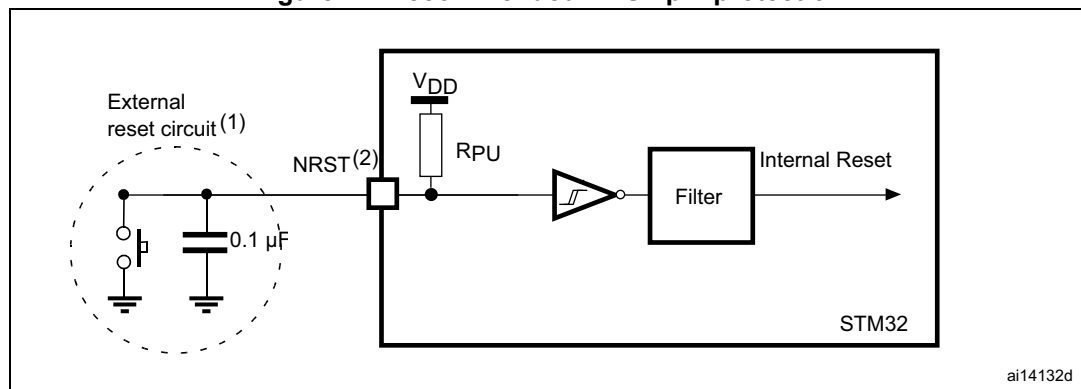 External
reset circuit (1)
NRST (2)
VDD
RPU
0.1 μF
Filter
Internal Reset
STM32
ai14132d